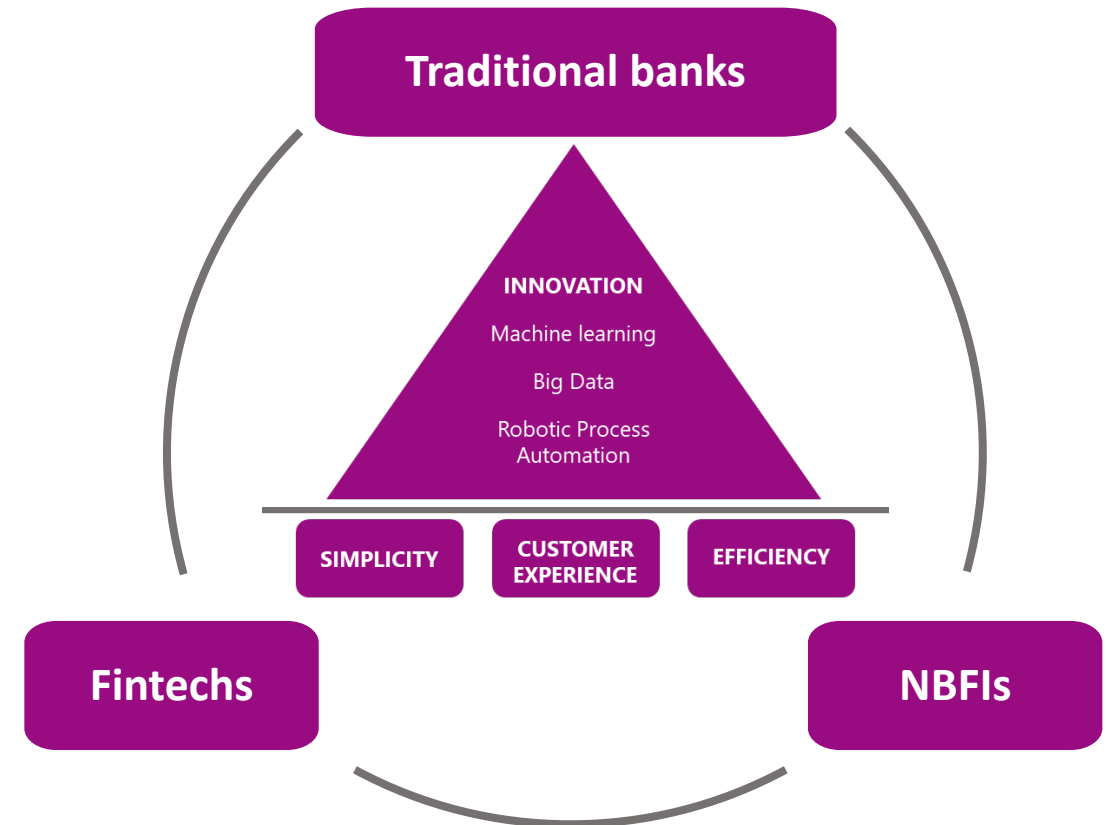 Traditional banks
INNOVATION
Machine learning
Big Data
Robotic Process
Automation
SIMPLICITY
CUSTOMER
EXPERIENCE
EFFICIENCY
Fintechs
NBFIs